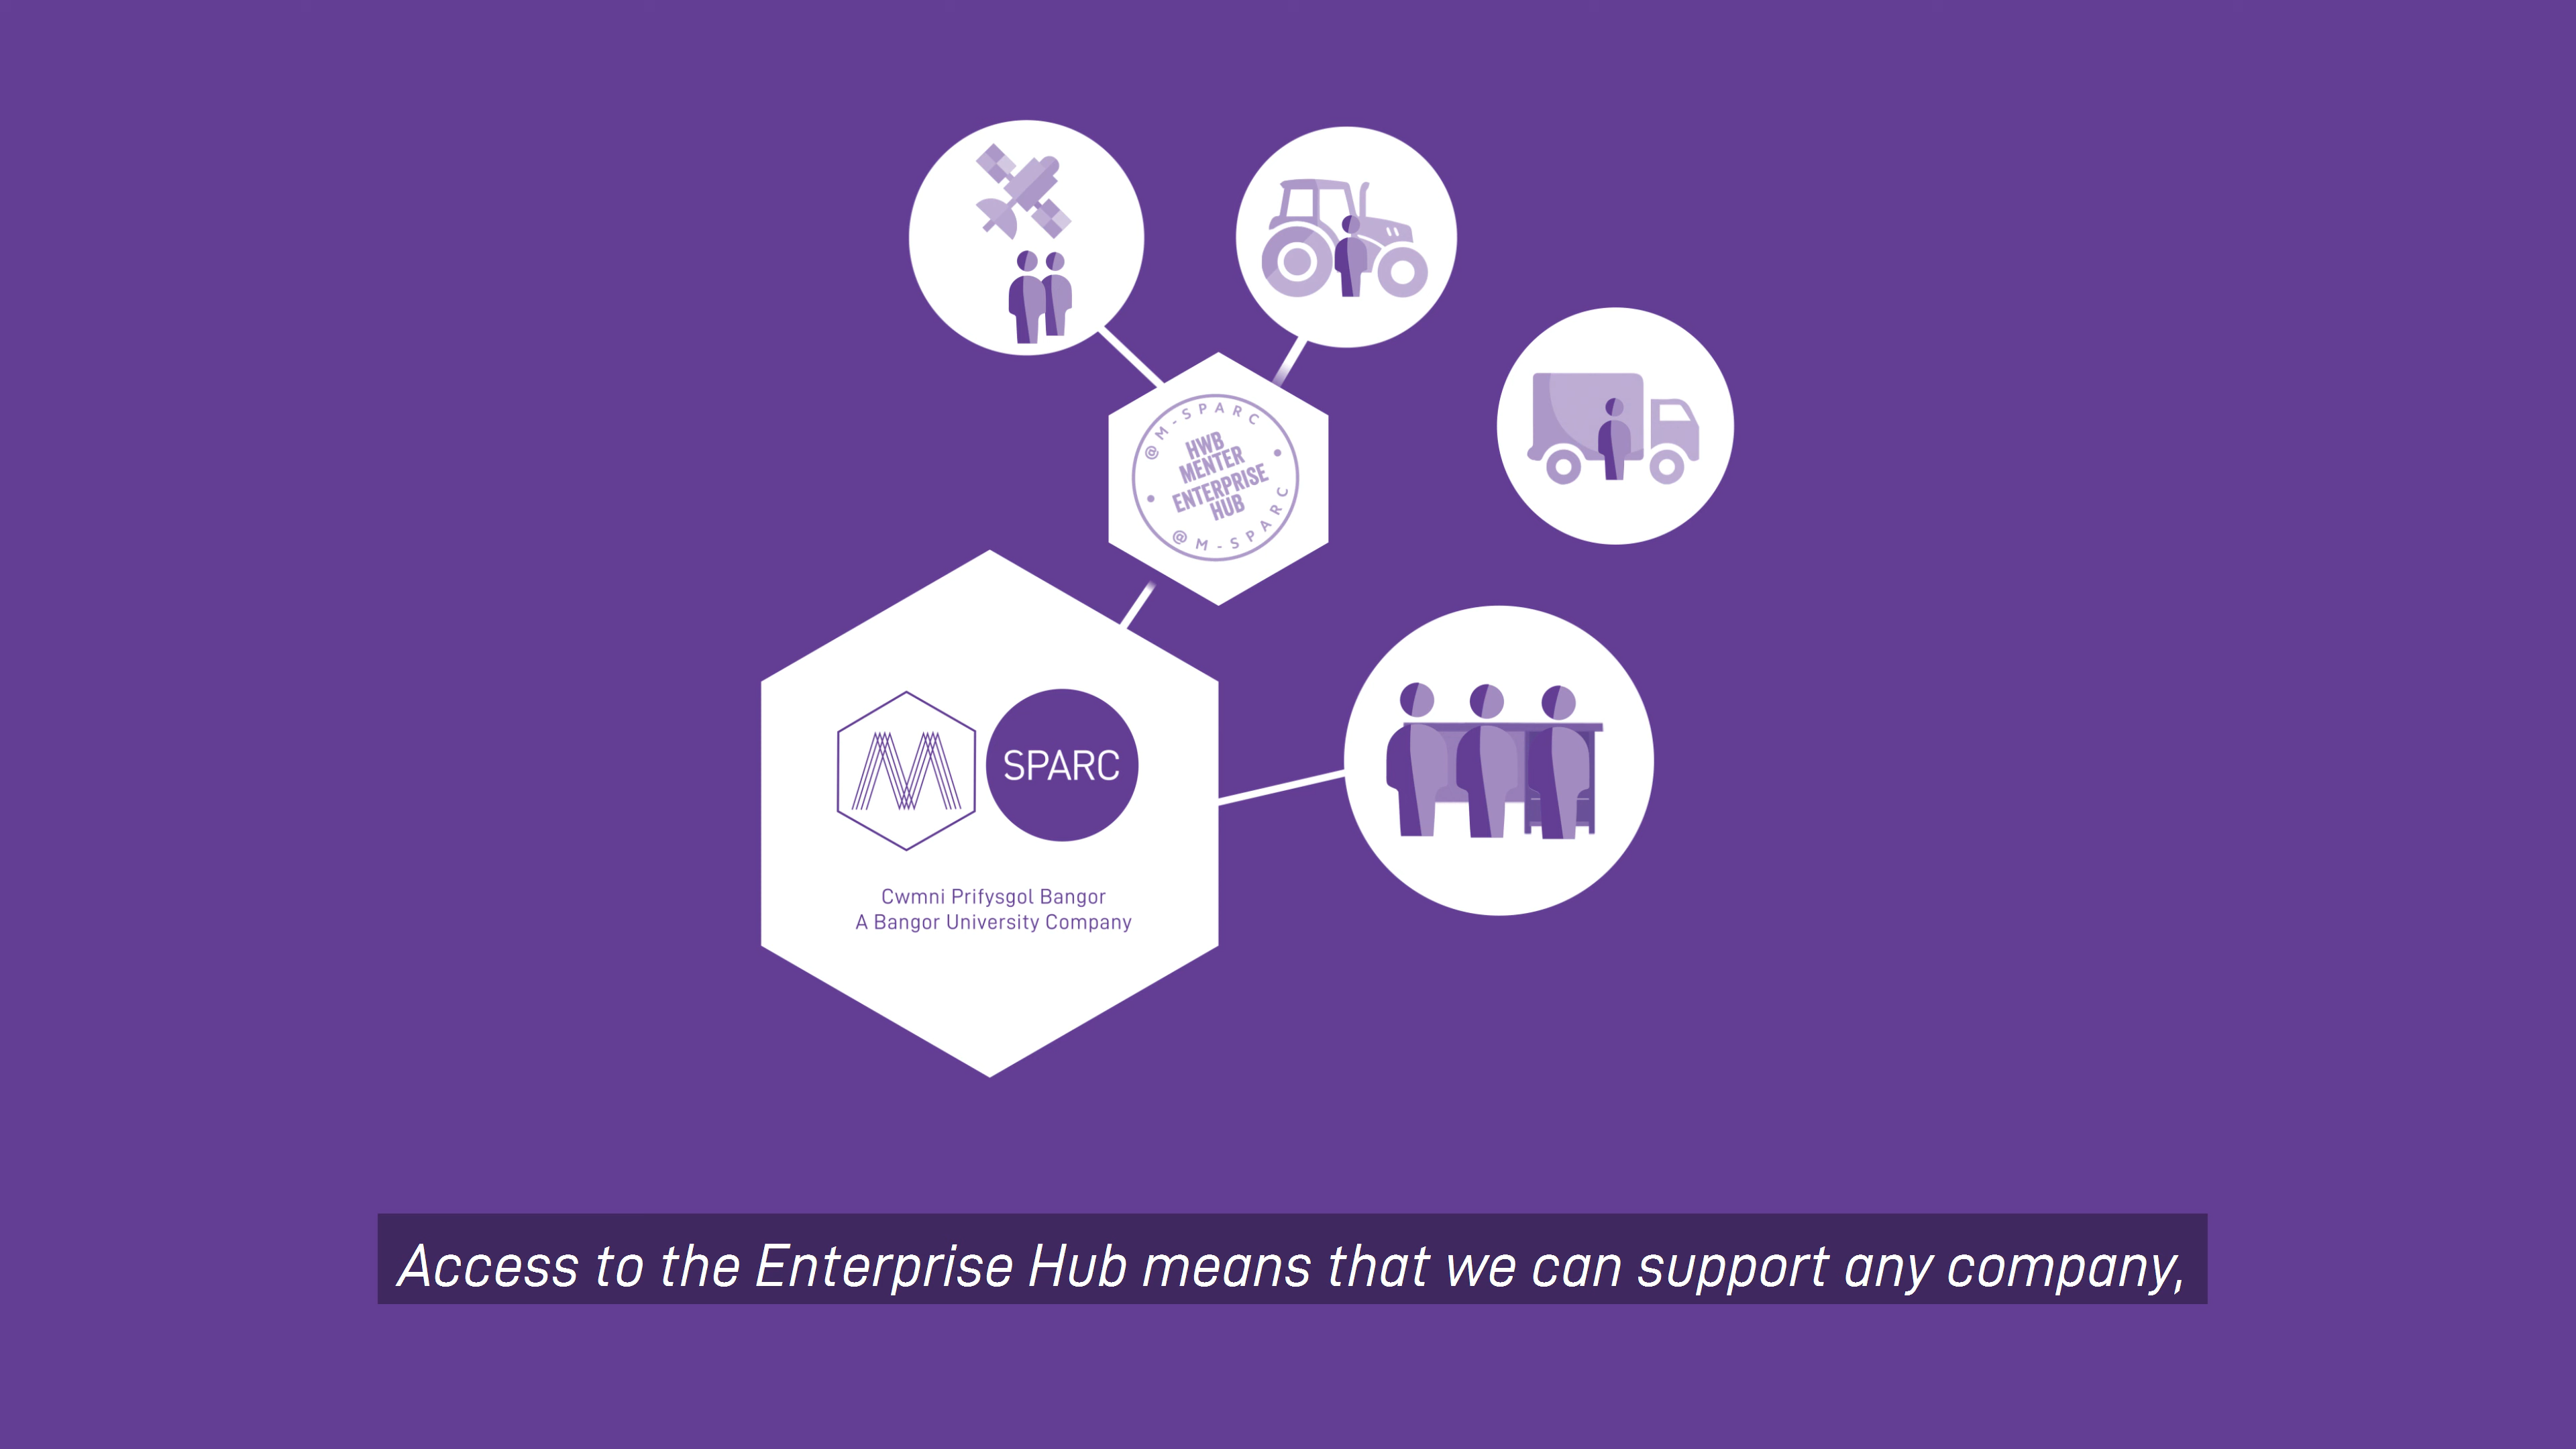 @M-SPARC
HWB
MENTER
ENTERPRISE
HUB
@M-SPARC
M
SPARC
Cwmni Prifysgol Bangor
A Bangor University Company
Access to the Enterprise Hub means that we can support any company,